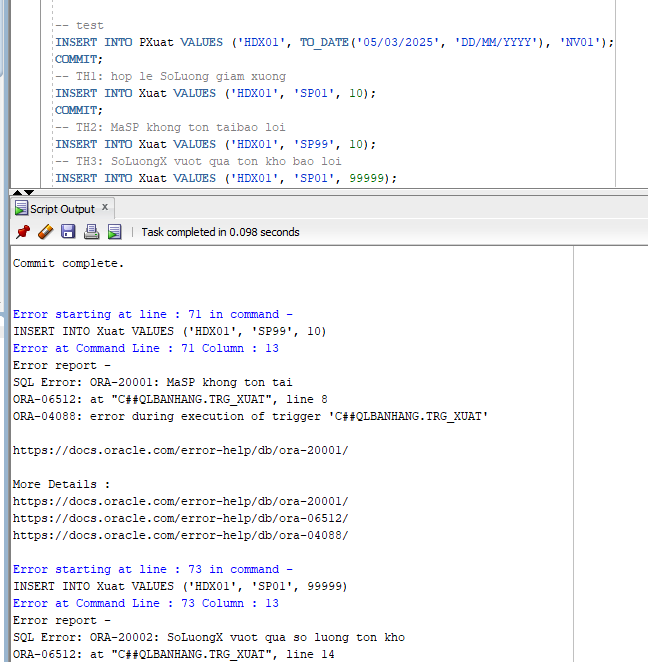 -- test
INSERT INTO PXuat VALUES ('HDX01', TO_DATE('05/03/2025', 'DD/MM/YYYY'), 'NV01');
COMMIT;
-- TH1: hop le SoLuong giam xuong
INSERT INTO Xuat VALUES ('HDX01', 'SP01', 10);
COMMIT;
-- TH2: MaSP khong ton taibao loi
INSERT INTO Xuat VALUES ('HDX01', 'SP99', 10);
-- TH3: SoLuongX vuot qua ton kho bao loi
INSERT INTO Xuat VALUES ('HDX01', 'SP01', 99999);
Script Output x
Task completed in 0.098 seconds
Commit complete.
Error starting at line : 71 in command -
INSERT INTO Xuat VALUES ('HDX01', 'SP99', 10)
Error at Command Line : 71 Column : 13
Error report -
SQL Error: ORA-20001: MaSP khong ton tai
ORA-06512: at "C##QLBANHANG.TRG_XUAT", line 8
ORA-04088: error during execution of trigger 'C##QLBANHANG.TRG_XUAT'
https://docs.oracle.com/error-help/db/ora-20001/
More Details :
https://docs.oracle.com/error-help/db/ora-20001/
https://docs.oracle.com/error-help/db/ora-06512/
https://docs.oracle.com/error-help/db/ora-04088/
Error starting at line : 73 in command -
INSERT INTO Xuat VALUES ('HDX01', 'SP01', 99999)
Error at Command Line : 73 Column : 13
Error report -
SQL Error: ORA-20002: SoLuongX vuot qua so luong ton kho
ORA-06512: at "C##QLBANHANG.TRG_XUAT", line 14